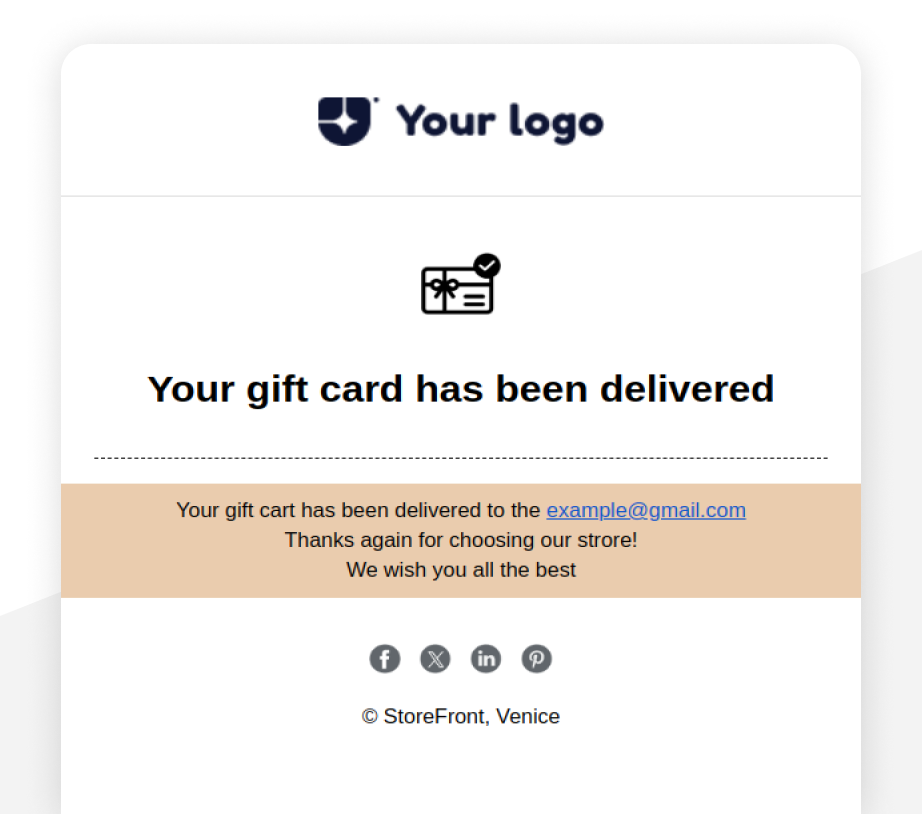 Your logo
Your gift card has been delivered
Your gift cart has been delivered to the example@gmail.com
Thanks again for choosing our strore!
We wish you all the best
© StoreFront, Venice